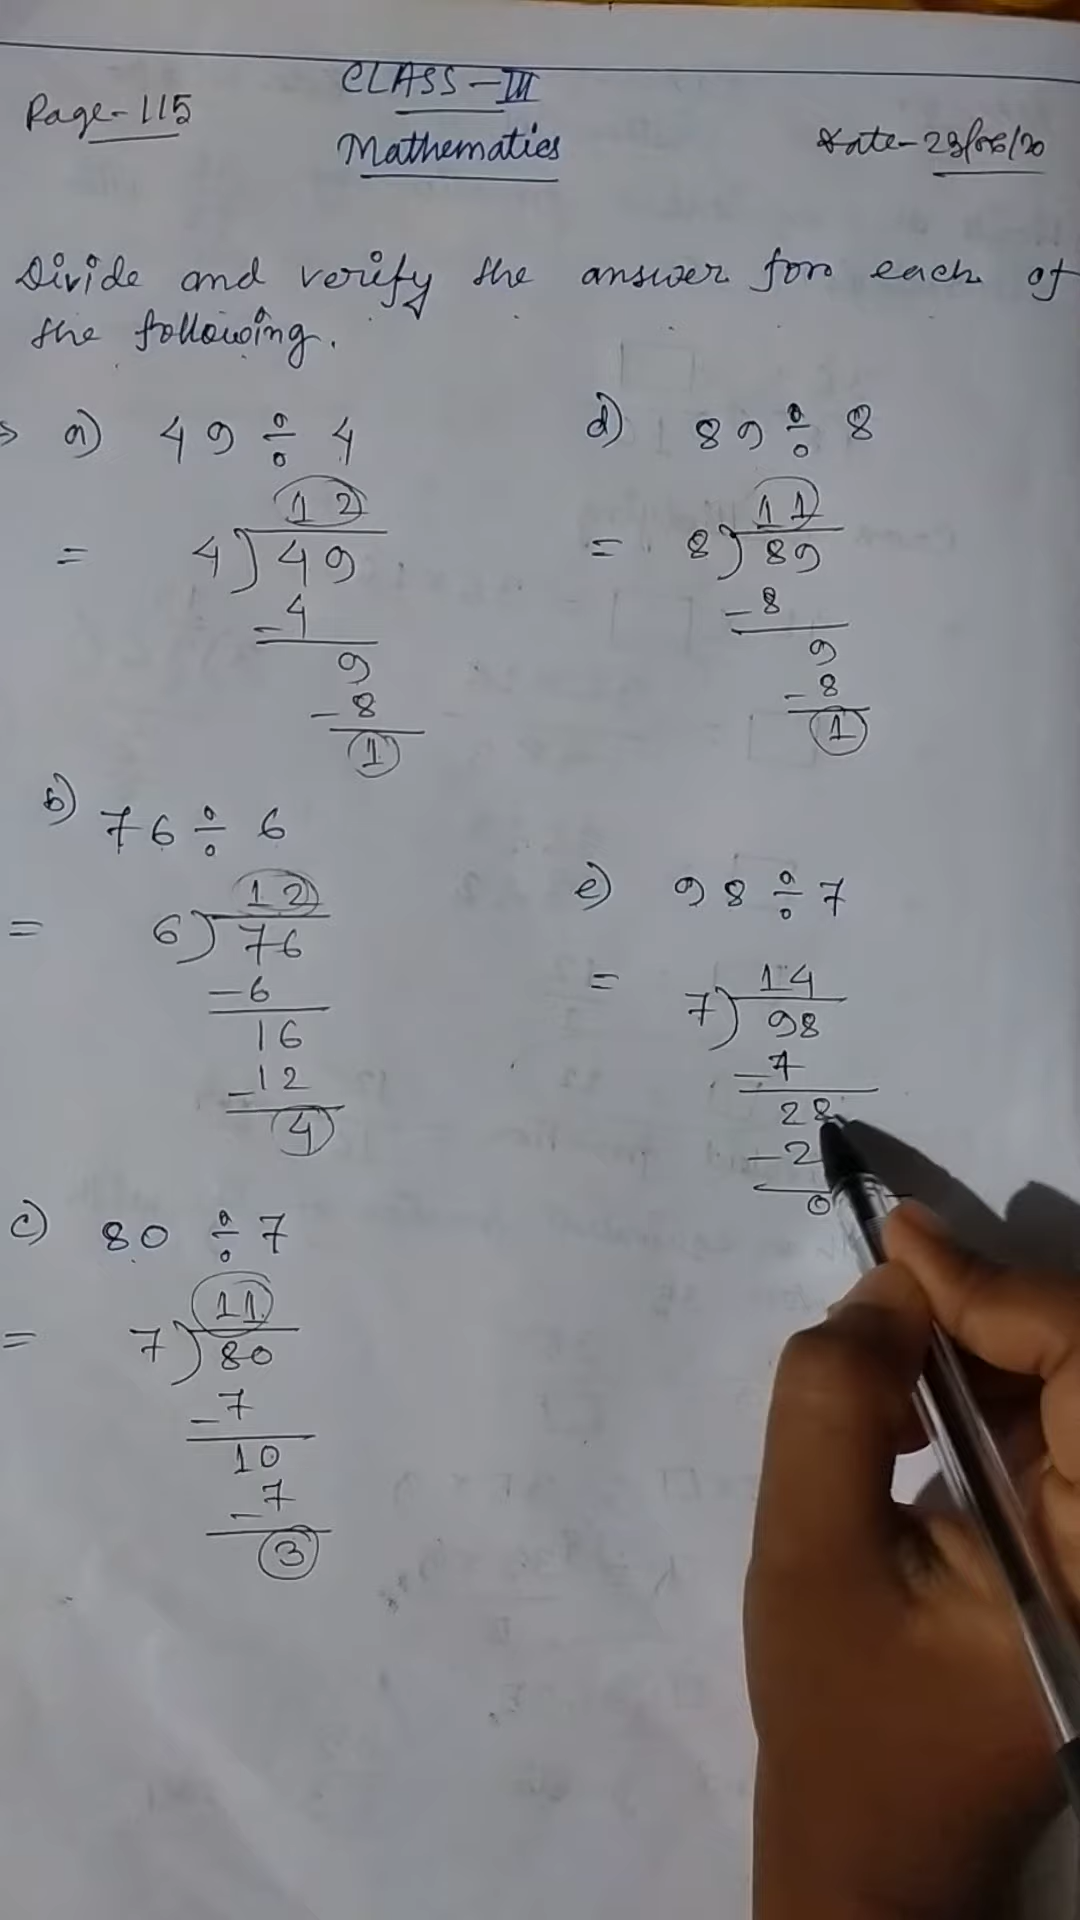 CLASS-III
Page-115
Mathematics
Date-29/06/20
Divide and verify the answer for each of
the following.
a) 49 ÷ 4
12
= 4) 49
-4
9
-8
1
b) 76 ÷ 6
12
= 6) 76
-6
16
-12
4
c) 80 ÷ 7
11
= 7) 80
-7
10
-7
3
d) 89 ÷ 8
11
= 8) 89
-8
9
-8
1
e) 98 ÷ 7
14
= 7) 98
-7
28
-2
0